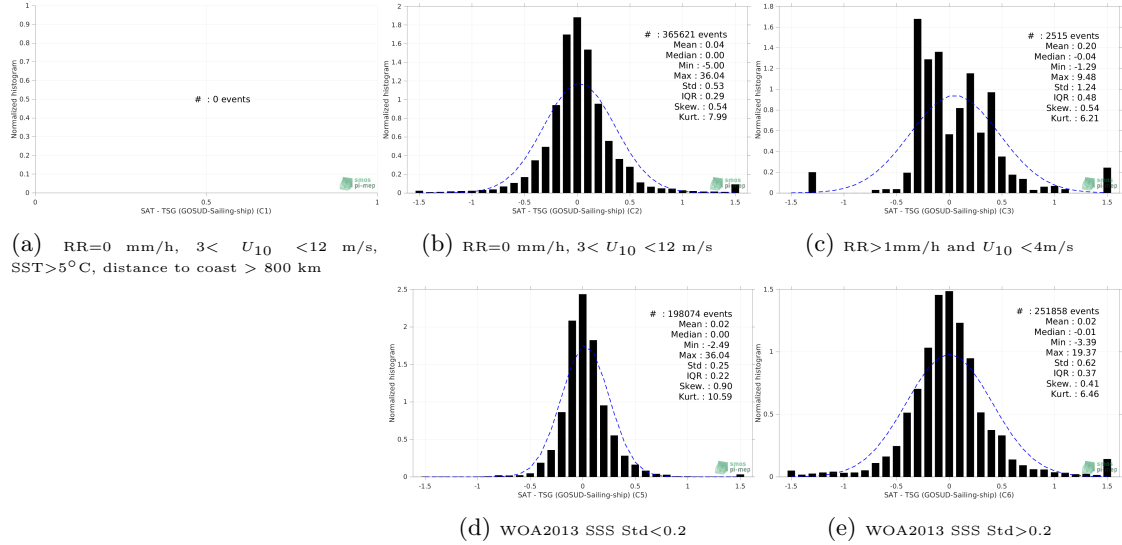 1
0.9
0.8
0.7
0.6
0.5
0.4
0.3
0.2
0.1
0
Normalized histogram
# : 0 events
smos
pi-mep
0 0.5 1
SAT - TSG (GOSUD-Sailing-ship) (C1)
(a) RR=0 mm/h, 3< U10 <12 m/s,
SST>5°C, distance to coast > 800 km
2
1.8
1.6
1.4
1.2
1
0.8
0.6
0.4
0.2
0
Normalized histogram
# : 365621 events
Mean : 0.04
Median : 0.00
Min : -5.00
Max : 36.04
Std : 0.53
IQR : 0.29
Skew. : 0.54
Kurt. : 7.99
smos
pi-mep
-1.5 -1 -0.5 0 0.5 1 1.5
SAT - TSG (GOSUD-Sailing-ship) (C2)
(b) RR=0 mm/h, 3< U10 <12 m/s
1.8
1.6
1.4
1.2
1
0.8
0.6
0.4
0.2
0
Normalized histogram
# : 2515 events
Mean : 0.20
Median : -0.04
Min : -1.29
Max : 9.48
Std : 1.24
IQR : 0.48
Skew. : 0.54
Kurt. : 6.21
smos
pi-mep
-1.5 -1 -0.5 0 0.5 1 1.5
SAT - TSG (GOSUD-Sailing-ship) (C3)
(c) RR>1mm/h and U10 <4m/s
2.5
2
1.5
1
0.5
0
Normalized histogram
# : 198074 events
Mean : 0.02
Median : 0.00
Min : -2.49
Max : 36.04
Std : 0.25
IQR : 0.22
Skew. : 0.90
Kurt. : 10.59
smos
pi-mep
-1.5 -1 -0.5 0 0.5 1 1.5
SAT - TSG (GOSUD-Sailing-ship) (C5)
(d) WOA2013 SSS Std<0.2
1.5
1
0.5
0
Normalized histogram
# : 251858 events
Mean : 0.02
Median : -0.01
Min : -3.39
Max : 19.37
Std : 0.62
IQR : 0.37
Skew. : 0.41
Kurt. : 6.46
smos
pi-mep
-1.5 -1 -0.5 0 0.5 1 1.5
SAT - TSG (GOSUD-Sailing-ship) (C6)
(e) WOA2013 SSS Std>0.2